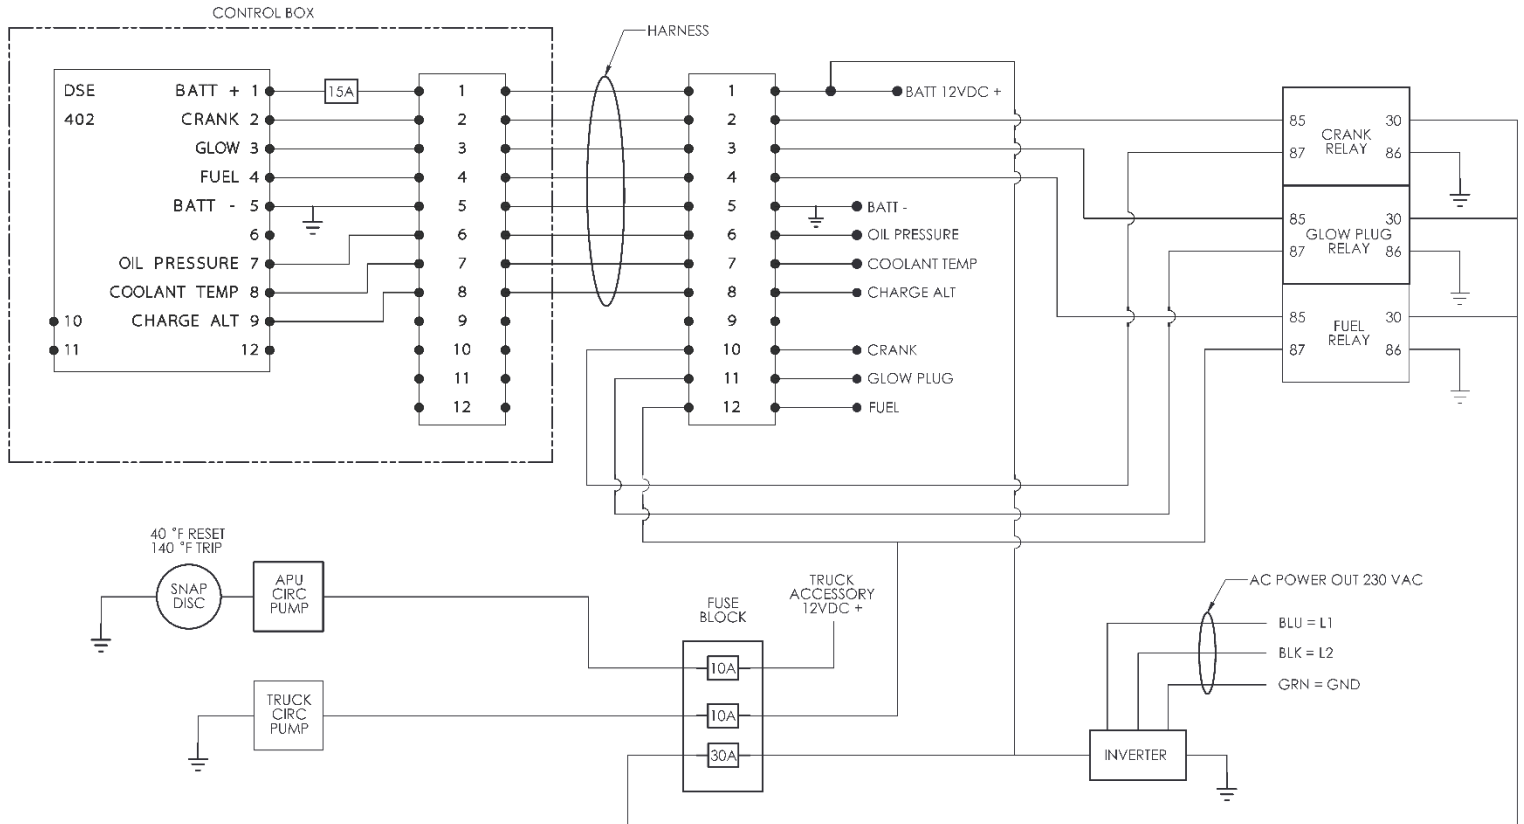 CONTROL BOX
HARNESS
DSE
402
BATT + 1
CRANK 2
GLOW 3
FUEL 4
BATT - 5
6
OIL PRESSURE 7
COOLANT TEMP 8
CHARGE ALT 9
10
11
12
15A
1
2
3
4
5
6
7
8
9
10
11
12
1
2
3
4
5
6
7
8
9
10
11
12
BATT 12VDC +
BATT -
OIL PRESSURE
COOLANT TEMP
CHARGE ALT
CRANK
GLOW PLUG
FUEL
85 30
CRANK
RELAY
87 86
85 30
GLOW PLUG
RELAY
87 86
85 30
FUEL
RELAY
87 86
40 °F RESET
140 °F TRIP
SNAP
DISC
APU
CIRC
PUMP
TRUCK
CIRC
PUMP
FUSE
BLOCK
10A
10A
30A
TRUCK
ACCESSORY
12VDC +
AC POWER OUT 230 VAC
BLU = L1
BLK = L2
GRN = GND
INVERTER